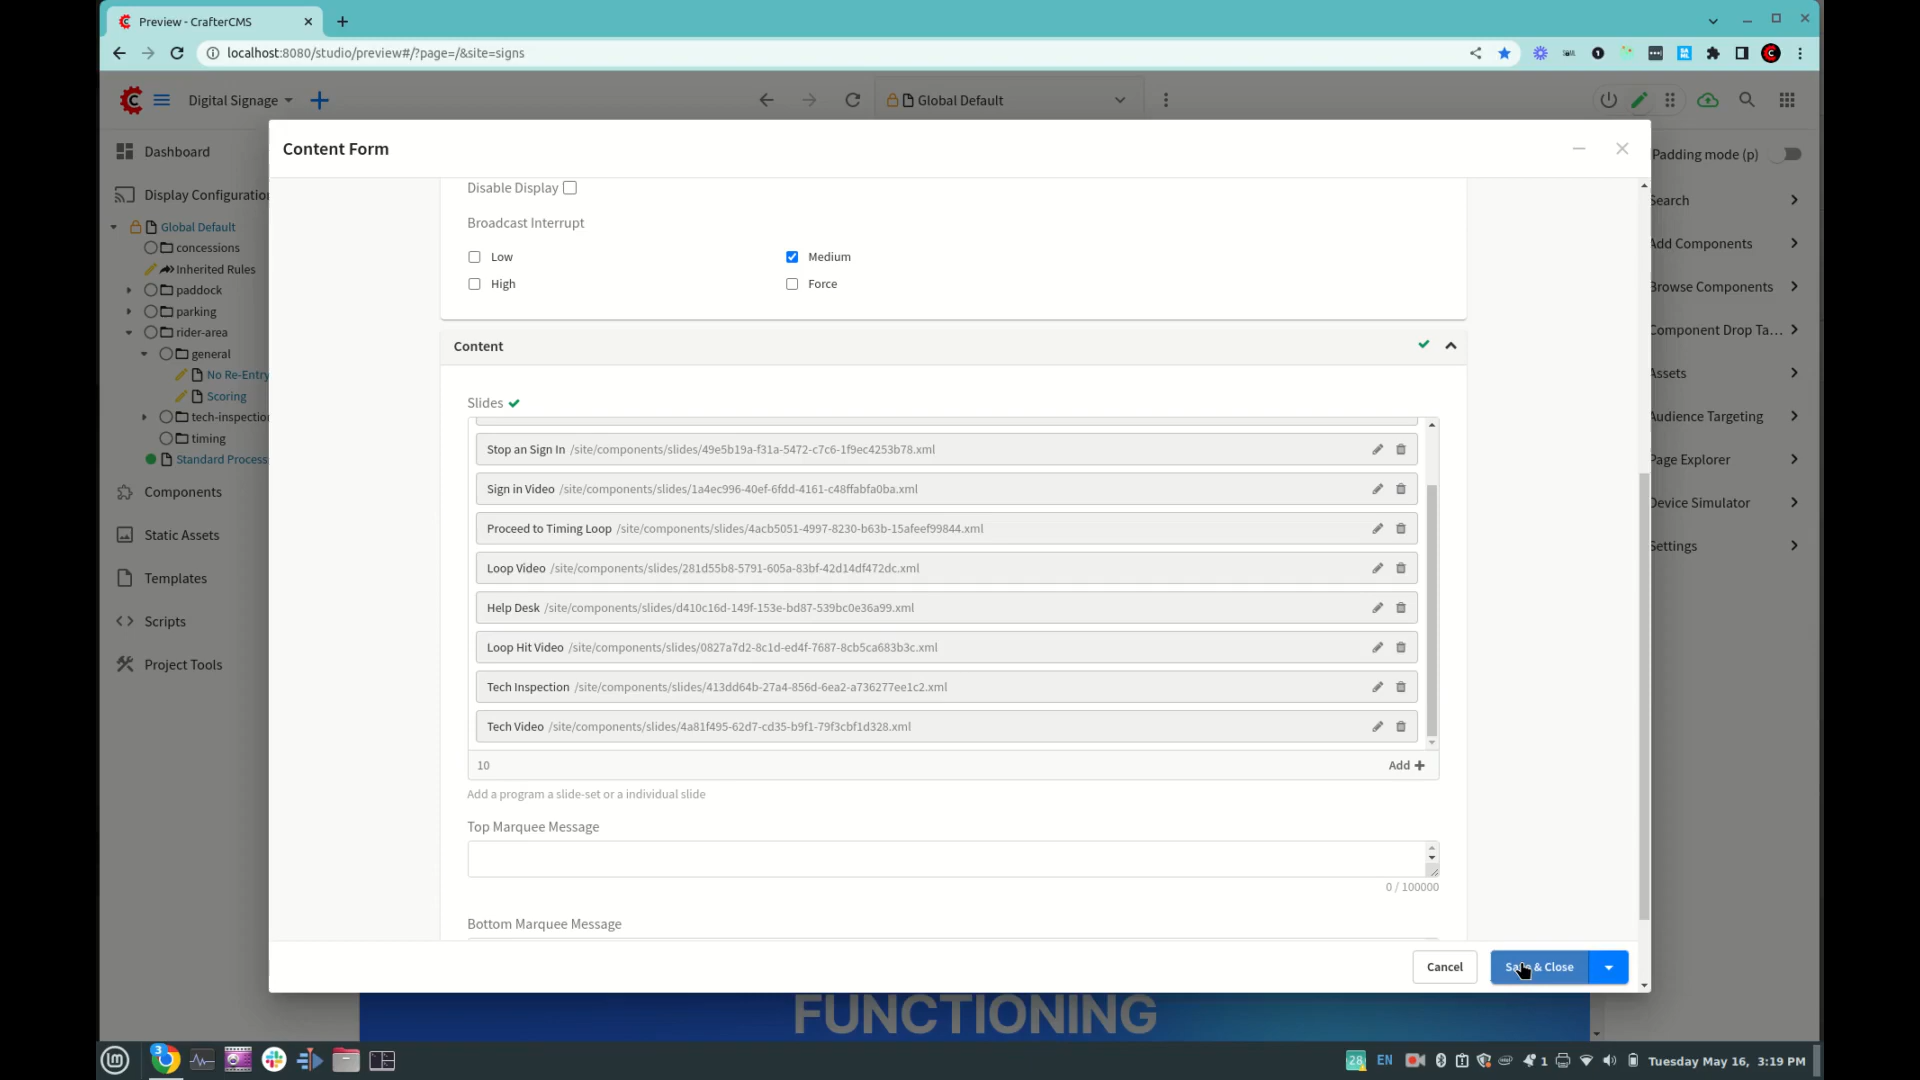 Preview - CrafterCMS
localhost:8080/studio/preview#/?page=/&site=signs
Digital Signage
Global Default
Content Form
Dashboard
Display Configuration
Global Default
concessions
Inherited Rules
paddock
parking
rider-area
general
No Re-Entry
Scoring
tech-inspection
timing
Standard Process
Components
Static Assets
Templates
Scripts
Project Tools
Disable Display
Broadcast Interrupt
Low
Medium
High
Force
Content
Slides
Stop an Sign In /site/components/slides/49e5b19a-f31a-5472-c7c6-1f9ec4253b78.xml
Sign in Video /site/components/slides/1a4ec996-40ef-6fdd-4161-c48ffabfa0ba.xml
Proceed to Timing Loop /site/components/slides/4acb5051-4997-8230-b63b-15afeef99844.xml
Loop Video /site/components/slides/281d55b8-5791-605a-83bf-42d14df472dc.xml
Help Desk /site/components/slides/d410c16d-149f-153e-bd87-539bc0e36a99.xml
Loop Hit Video /site/components/slides/0827a7d2-8c1d-ed4f-7687-8cb5ca683b3c.xml
Tech Inspection /site/components/slides/413dd64b-27a4-856d-6ea2-a736277ee1c2.xml
Tech Video /site/components/slides/4a81f495-62d7-cd35-b9f1-79f3cbf1d328.xml
10
Add +
Add a program a slide-set or a individual slide
Top Marquee Message
0 / 100000
Bottom Marquee Message
Cancel
Save & Close
Padding mode (p)
Search
Add Components
Browse Components
Component Drop Ta...
Assets
Audience Targeting
Page Explorer
Device Simulator
Settings
FUNCTIONING
3
28
EN
1
Tuesday May 16, 3:19 PM